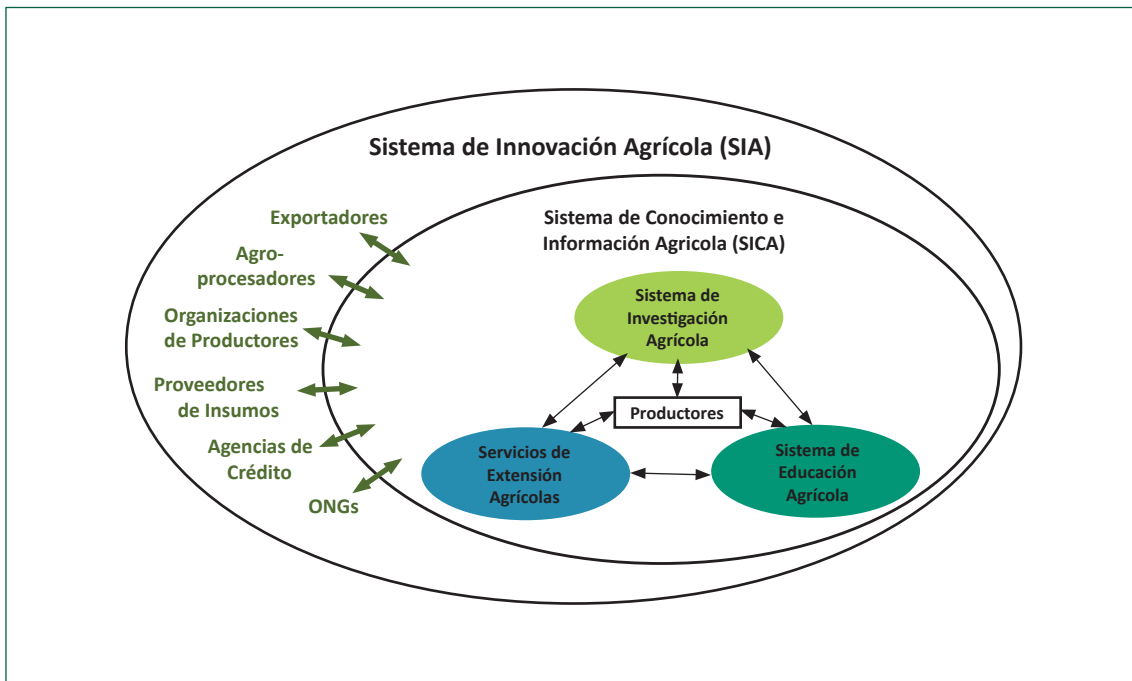 Sistema de Innovación Agrícola (SIA)
Exportadores
Agro-
procesadores
Organizaciones
de Productores
Proveedores
de Insumos
Agencias de
Crédito
ONGs
Sistema de Conocimiento e
Información Agricola (SICA)
Sistema de
Investigación
Agrícola
Productores
Servicios de
Extensión
Agrícolas
Sistema de
Educación
Agrícola